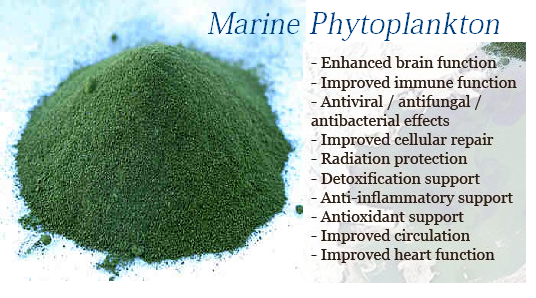 Marine Phytoplankton
- Enhanced brain function
- Improved immune function
- Antiviral / antifungal /
antibacterial effects
- Improved cellular repair
- Radiation protection
- Detoxification support
- Anti-inflammatory support
- Antioxidant support
- Improved circulation
- Improved heart function